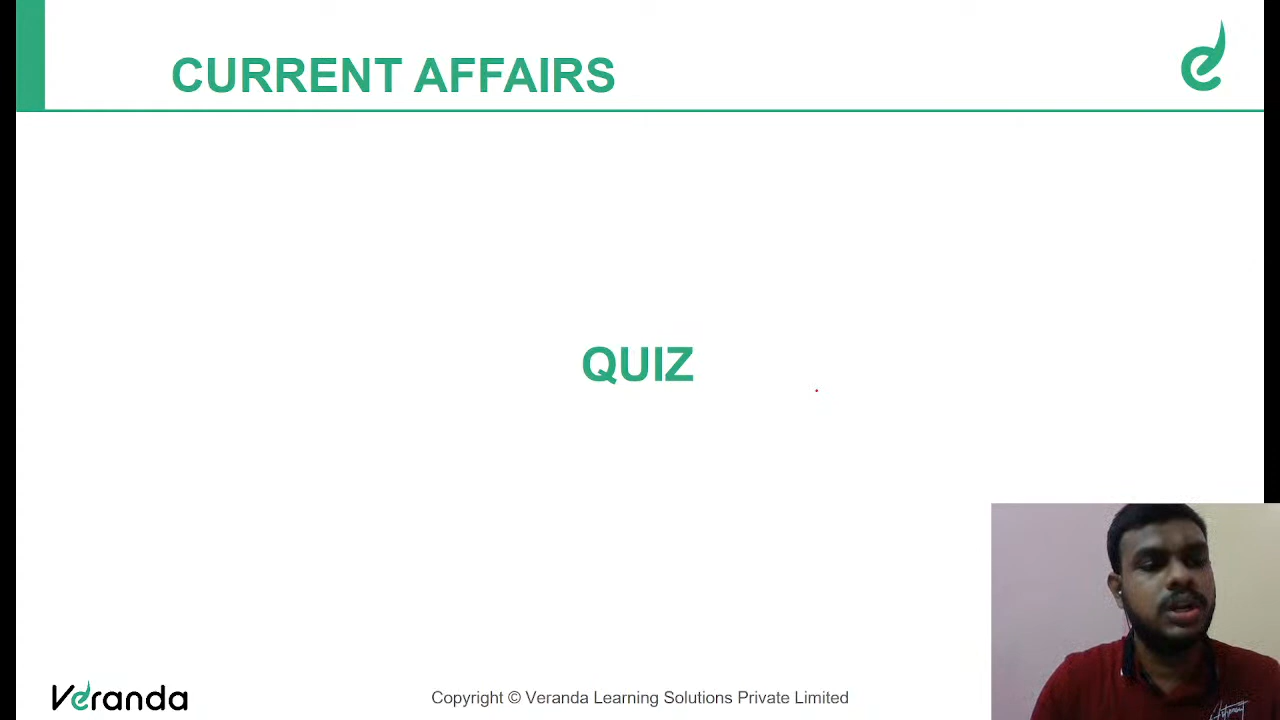 CURRENT AFFAIRS
QUIZ
Veranda
Copyright © Veranda Learning Solutions Private Limited